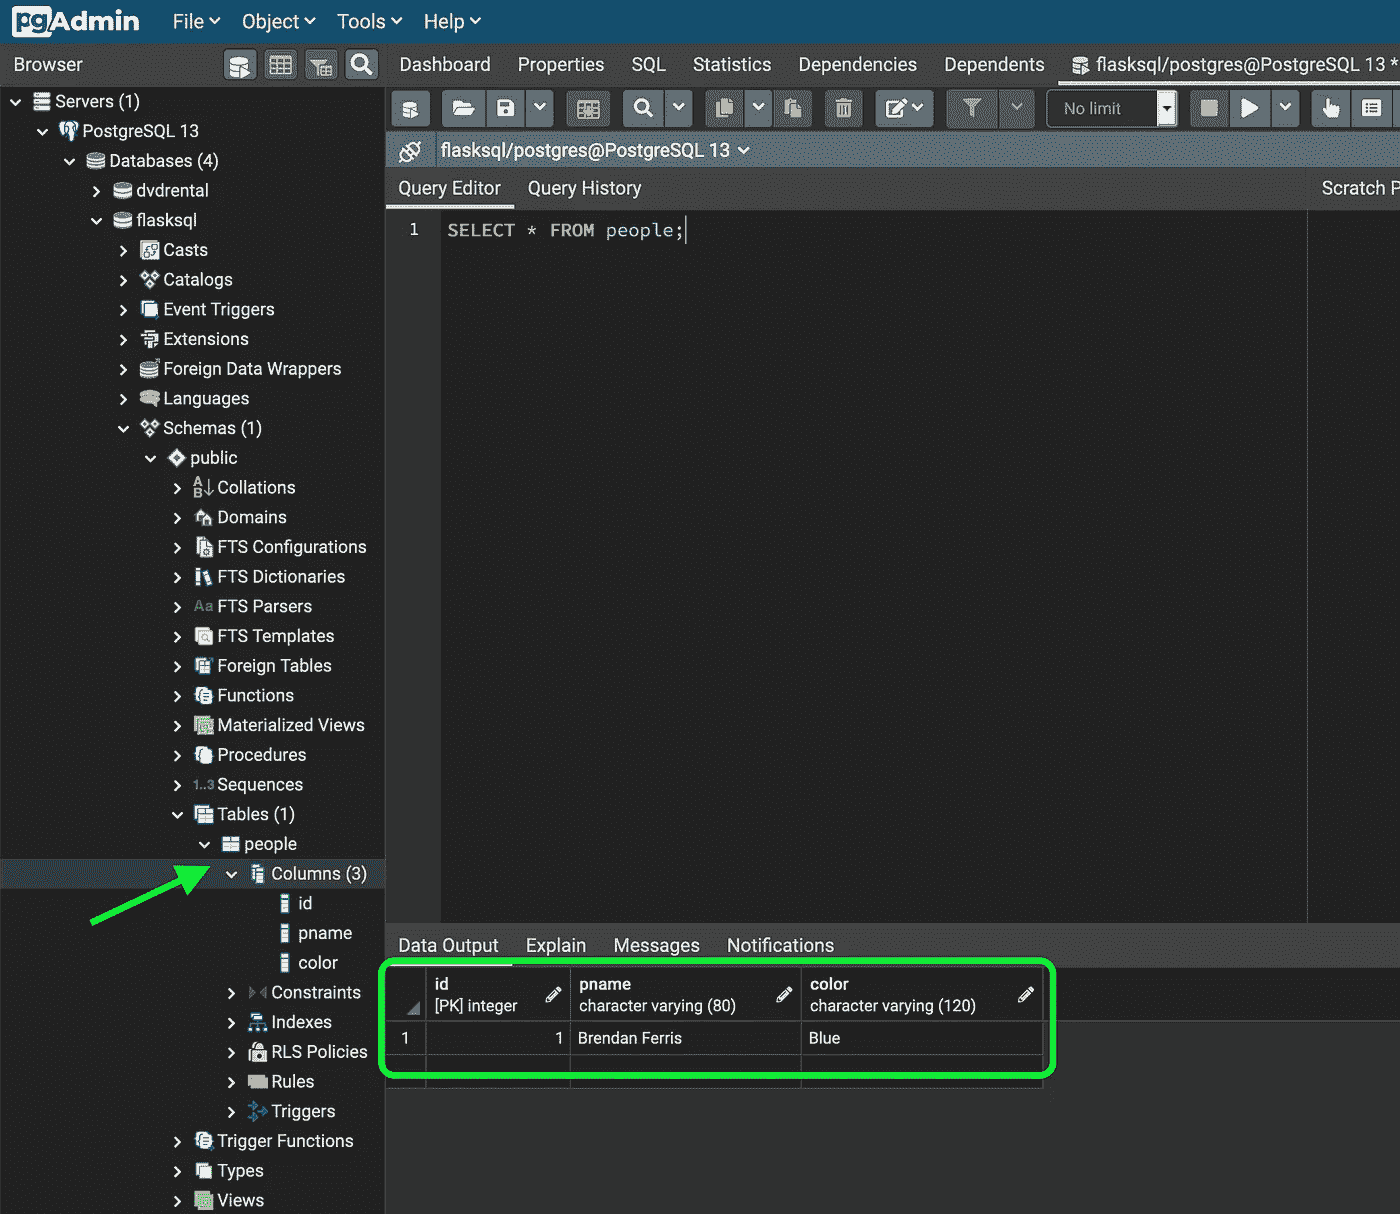 pgAdmin File Object Tools Help
Browser
Dashboard Properties SQL Statistics Dependencies Dependents flasksql/postgres@PostgreSQL 13 *
No limit
flasksql/postgres@PostgreSQL 13
Query Editor Query History Scratch P
1 SELECT * FROM people;
Servers (1)
PostgreSQL 13
Databases (4)
dvdrental
flasksql
Casts
Catalogs
Event Triggers
Extensions
Foreign Data Wrappers
Languages
Schemas (1)
public
Collations
Domains
FTS Configurations
FTS Dictionaries
Aa FTS Parsers
FTS Templates
Foreign Tables
Functions
Materialized Views
Procedures
1..3 Sequences
Tables (1)
people
Columns (3)
id
pname
color
Constraints
Indexes
RLS Policies
Rules
Triggers
Trigger Functions
Types
Views
Data Output Explain Messages Notifications
id pname color
[PK] integer character varying (80) character varying (120)
1 1 Brendan Ferris Blue